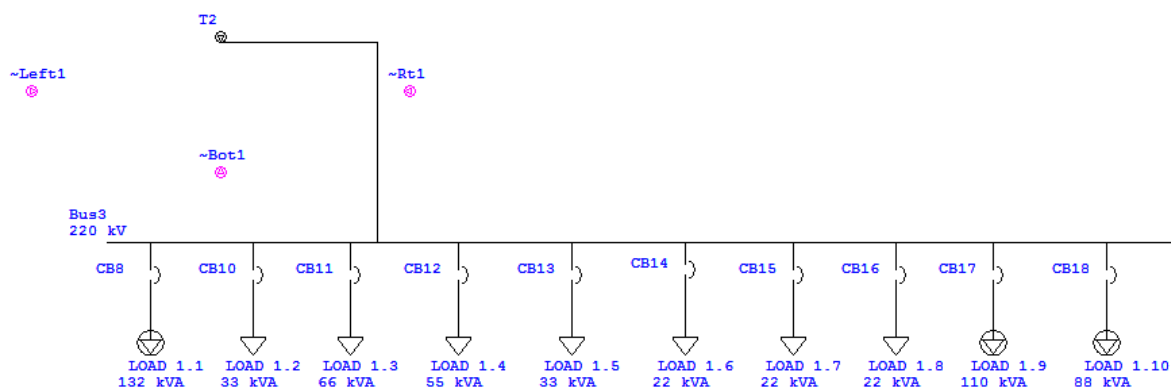 T2
~Left1
~Rt1
~Bot1
Bus3
220 kV
CB8 CB10 CB11 CB12 CB13 CB14 CB15 CB16 CB17 CB18
LOAD 1.1 LOAD 1.2 LOAD 1.3 LOAD 1.4 LOAD 1.5 LOAD 1.6 LOAD 1.7 LOAD 1.8 LOAD 1.9 LOAD 1.10
132 kVA 33 kVA 66 kVA 55 kVA 33 kVA 22 kVA 22 kVA 22 kVA 110 kVA 88 kVA